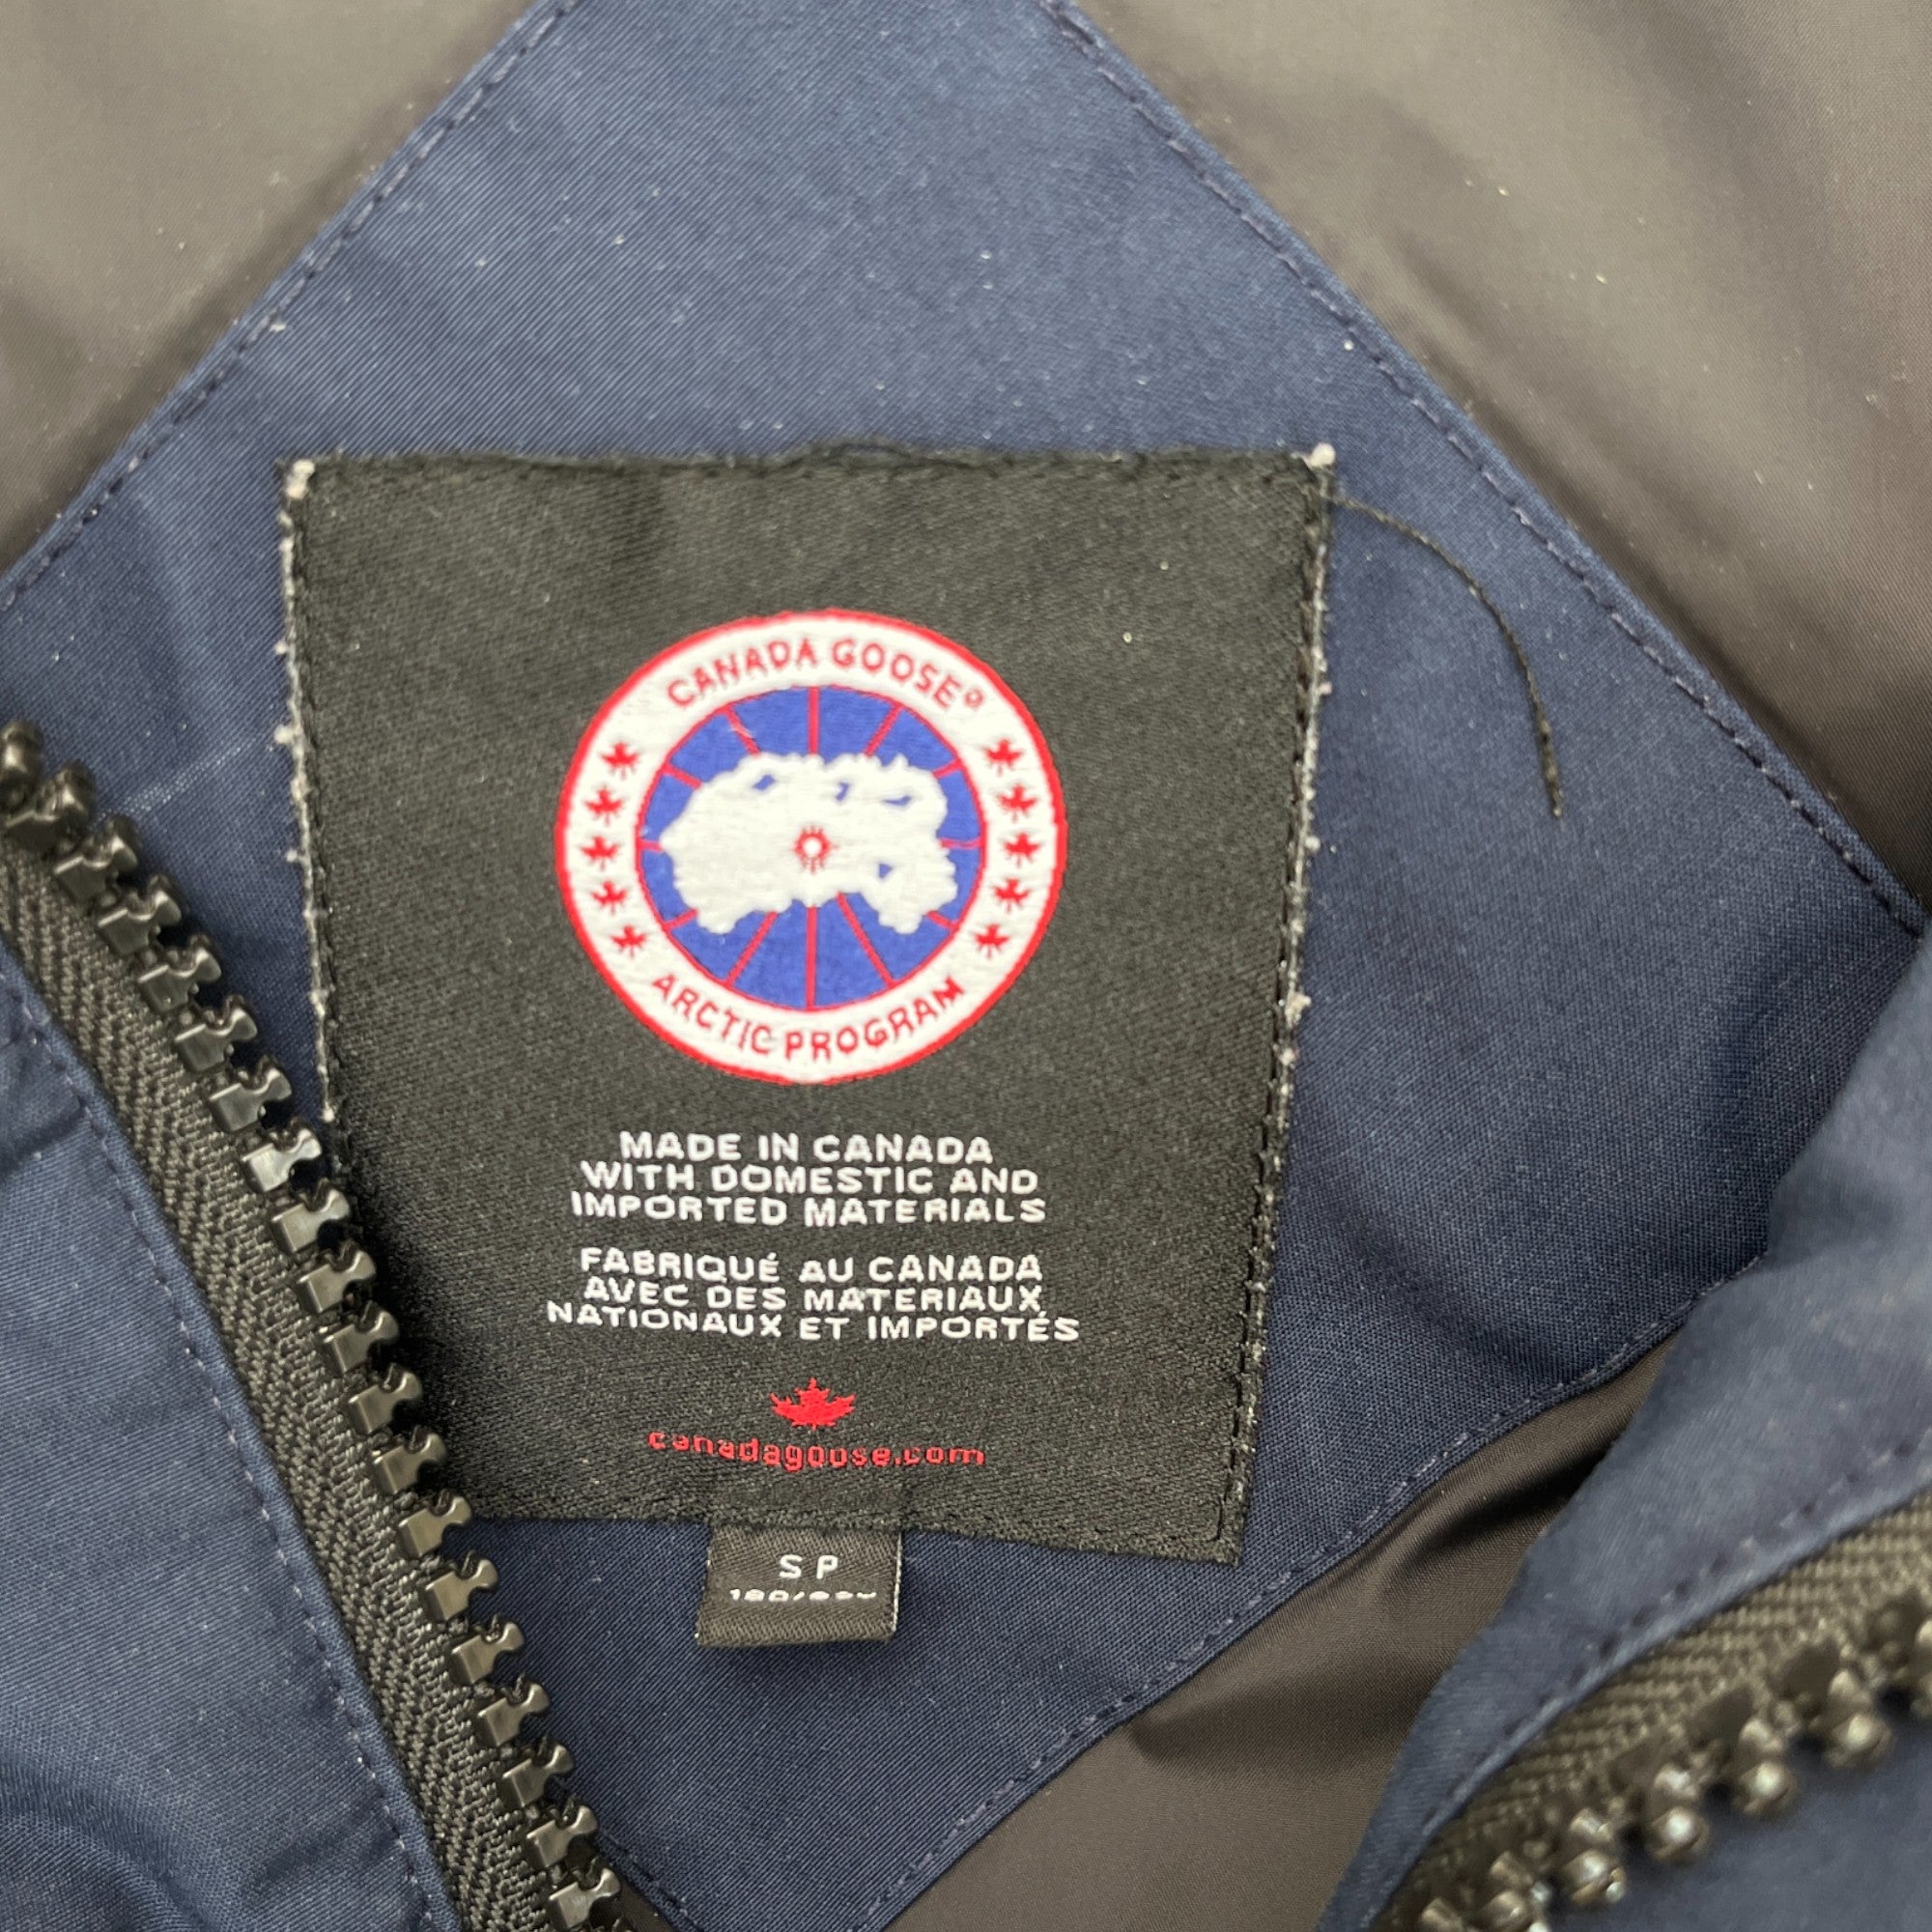 CANADA GOOSE®
ARCTIC PROGRAM
MADE IN CANADA
WITH DOMESTIC AND
IMPORTED MATERIALS
FABRIQUÉ AU CANADA
AVEC DES MATERIAUX
NATIONAUX ET IMPORTÉS
canadagoose.com
S P